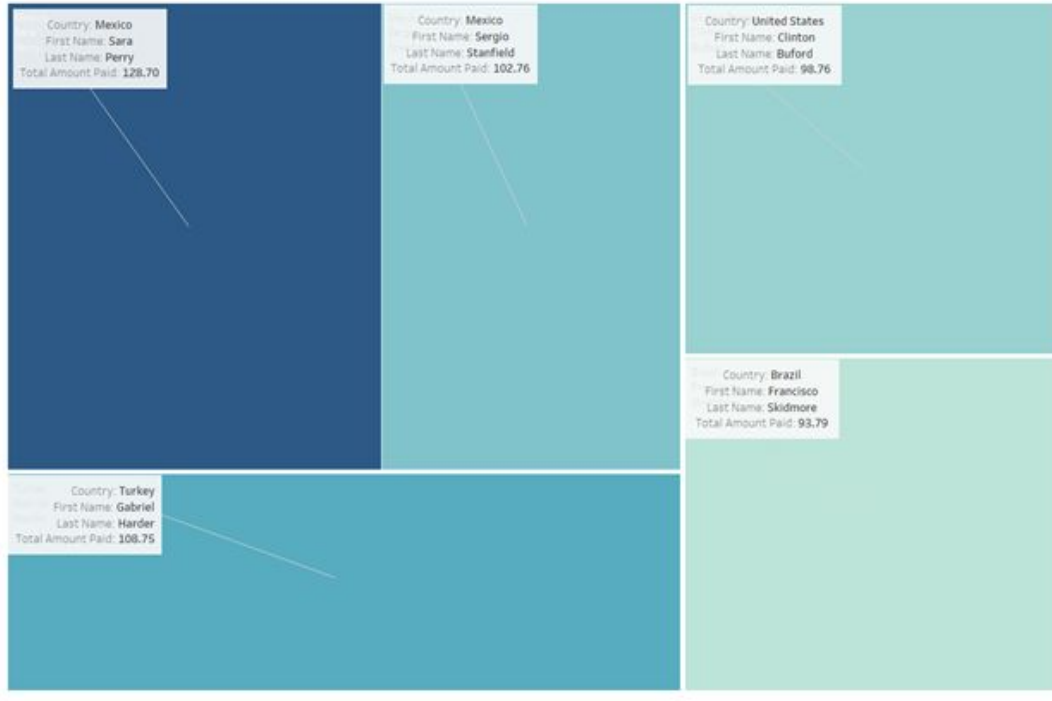 Country: Mexico
First Name: Sara
Last Name: Perry
Total Amount Paid: 128.70
Country: Mexico
First Name: Sergio
Last Name: Stanfield
Total Amount Paid: 102.76
Country: United States
First Name: Clinton
Last Name: Buford
Total Amount Paid: 98.76
Country: Brazil
First Name: Francisco
Last Name: Skidmore
Total Amount Paid: 93.79
Country: Turkey
First Name: Gabriel
Last Name: Harder
Total Amount Paid: 108.75